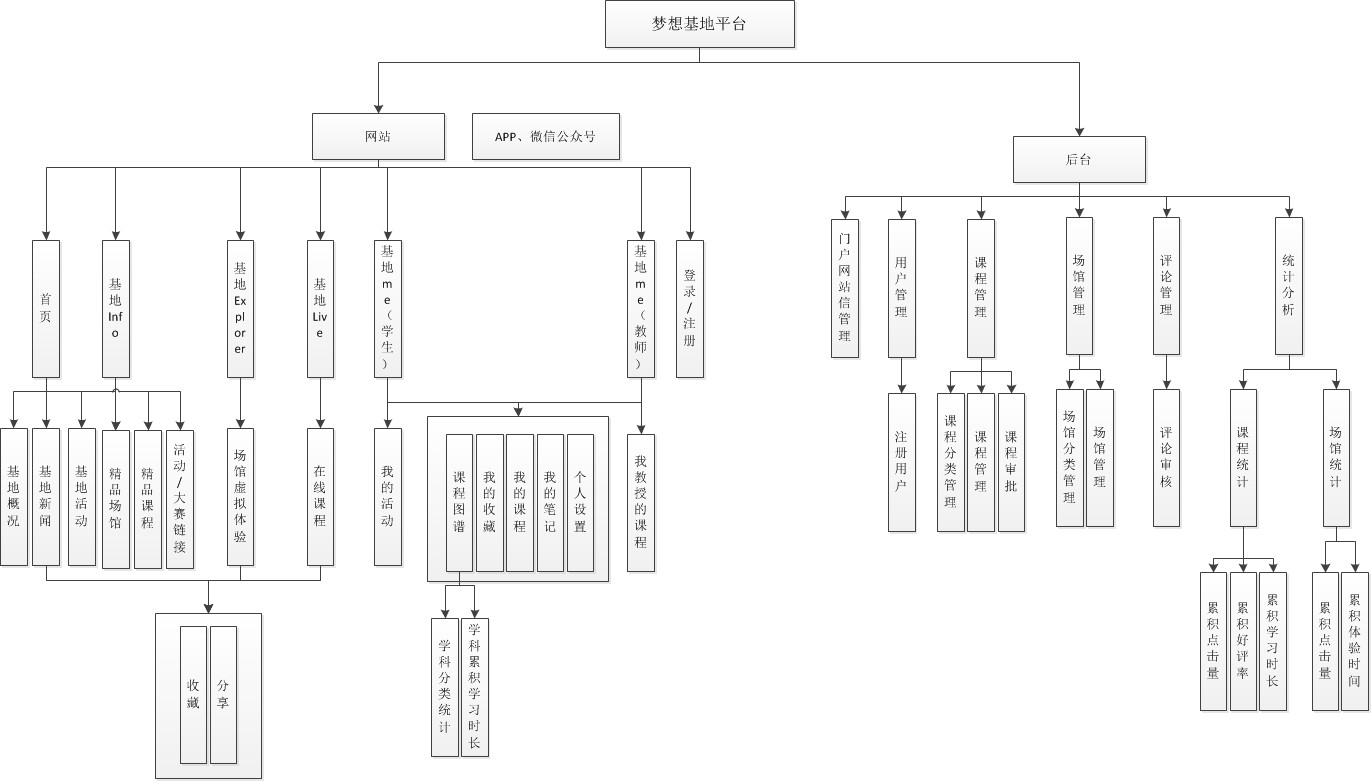 梦想基地平台
网站
APP、微信公众号
后台
首页
基地Info
基地Explorer
基地Live
基地me（学生）
基地me（教师）
登录/注册
门户网站信管理
用户管理
课程管理
场馆管理
评论管理
统计分析
基地概况
基地新闻
基地活动
精品场馆
精品课程
活动/大赛链接
场馆虚拟体验
在线课程
我的活动
课程图谱
我的收藏
我的课程
我的笔记
个人设置
我教授的课程
注册用户
课程分类管理
课程管理
课程审批
场馆分类管理
场馆管理
评论审核
课程统计
场馆统计
收藏
分享
学科分类统计
学科累积学习时长
累积点击量
累积好评率
累积学习时长
累积点击量
累积体验时间